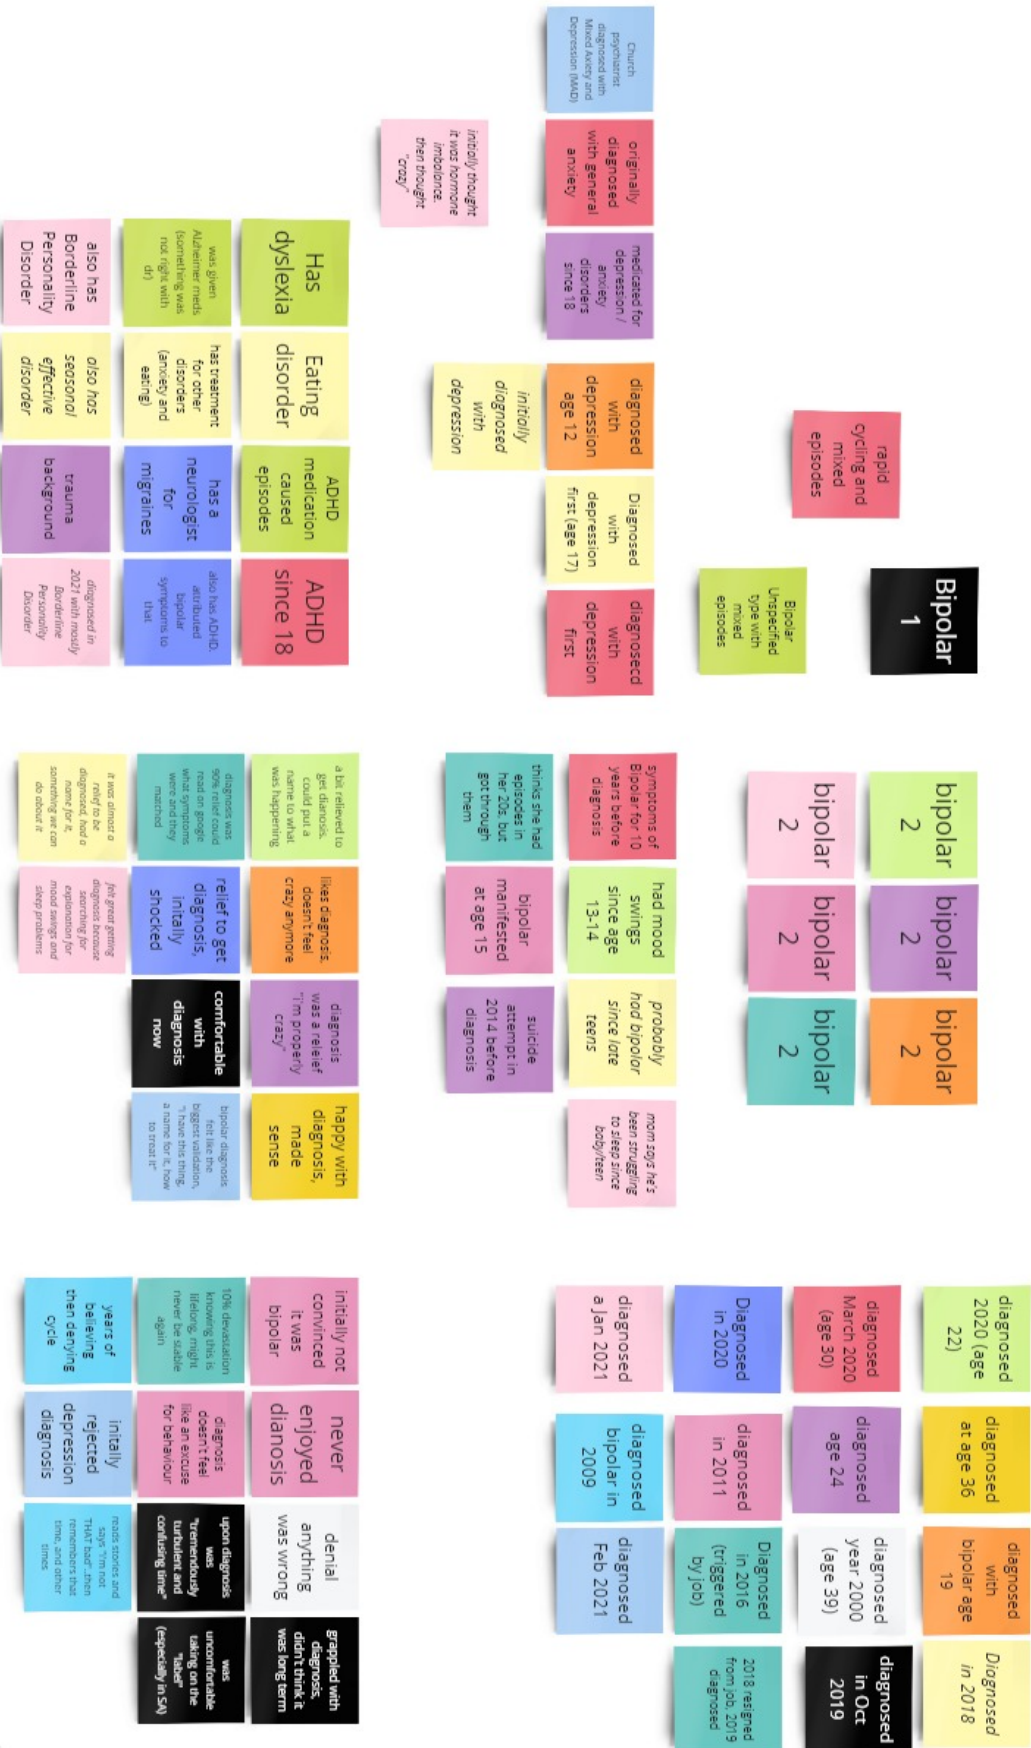 Bipolar
1
rapid
cycling and
mixed
episodes
Bipolar
Unspecified
type with
mixed
episodes
bipolar
2
bipolar
2
bipolar
2
bipolar
2
bipolar
2
bipolar
2
diagnosed
2020 (age
22)
diagnosed
at age 36
diagnosed
with
bipolar age
19
Diagnosed
in 2018
diagnosed
March 2020
(age 30)
diagnosed
age 24
diagnosed
year 2000
(age 39)
diagnosed
in Oct
2019
Diagnosed
in 2020
diagnosed
in 2011
Diagnosed
in 2016
(triggered
by job)
2018 resigned
from job, 2019
diagnosed
diagnosed
a Jan 2021
diagnosed
bipolar in
2009
diagnosed
Feb 2021
Church
psychiatrist
diagnosed with
Mixed Axiety and
Depression (MAD)
originally
diagnosed
with general
anxiety
medicated for
depression /
anxiety
disorders
since 18
diagnosed
with
depression
age 12
Diagnosed
with
depression
first (age 17)
diagnosecd
with
depression
first
initially thought
it was hormone
imbalance.
then thought
"crazy"
initially
diagnosed
with
depression
symptoms of
Bipolar for 10
years before
diagnosis
had mood
swings
since age
13-14
probably
had bipolar
since late
teens
mom says he's
been struggling
to sleep since
baby/teen
thinks she had
episodes in
her 20s, but
got through
them
bipolar
manifested
at age 15
suicide
attempt in
2014 before
diagnosis
Has
dyslexia
Eating
disorder
ADHD
medication
caused
episodes
ADHD
since 18
was given
Alzheimer meds
(something was
not right with
dr)
has treatment
for other
disorders
(anxiety and
eating)
has a
neurologist
for
migraines
also has ADHD.
attributed
bipolar
symptoms to
that
also has
Borderline
Personality
Disorder
also has
seasonal
effective
disorder
trauma
background
diagnosed in
2021 with mostly
Borderline
Personality
Disorder
a bit relieved to
get dianosis,
could put a
name to what
was happening
likes diagnosis,
doesn't feel
crazy anymore
diagnosis
was a releief
"i'm properly
crazy"
happy with
diagnosis,
made
sense
diagnosis was
90% relief could
read on google
what symptoms
were and they
matched
relief to get
diagnosis,
initally
shocked
comfortable
with
diagnosis
now
bipolar diagnosis
felt like the
biggest validation,
"I have this thing,
a name for it, how
to treat it"
it was almost a
relief to be
diagnosed, had a
name for it,
something we can
do about it
felt great getting
diagnosis because
searching for
explanation for
mood swings and
sleep problems
initially not
convinced
it was
bipolar
never
enjoyed
dianosis
denial
anything
was wrong
grappled with
diagnosis,
didn't think it
was long term
10% devastation
knowing this is
lifelong, might
never be stable
again
diagnosis
doesn't feel
like an excuse
for behaviour
upon diagnosis
was
"tremendously
turbulent and
confusing time"
was
uncomfortable
taking on the
"label"
(especially in SA)
years of
believing
then denying
cycle
initally
rejected
depression
diagnosis
reads stories and
says "I'm not
THAT bad"..then
remembers that
time, and other
times